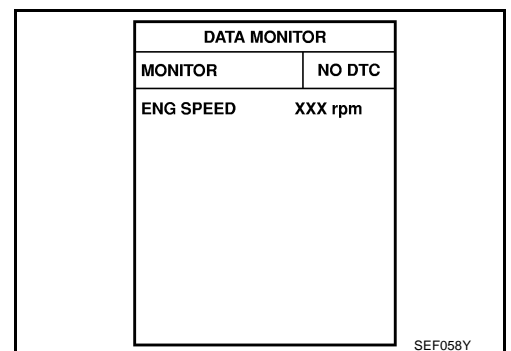 DATA MONITOR
MONITOR NO DTC
ENG SPEED XXX rpm
SEF058Y